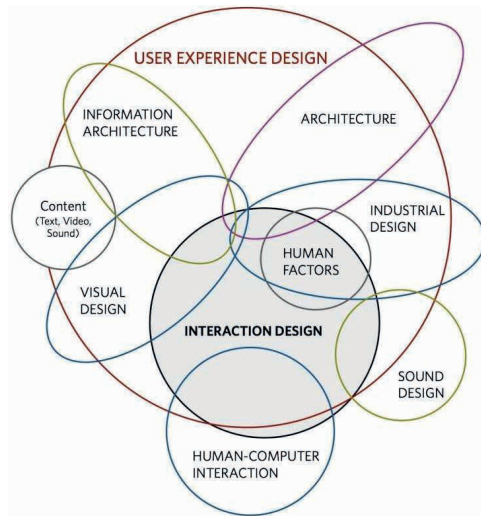 USER EXPERIENCE DESIGN
INFORMATION
ARCHITECTURE
ARCHITECTURE
Content
(Text, Video,
Sound)
INDUSTRIAL
DESIGN
HUMAN
FACTORS
VISUAL
DESIGN
INTERACTION DESIGN
SOUND
DESIGN
HUMAN-COMPUTER
INTERACTION